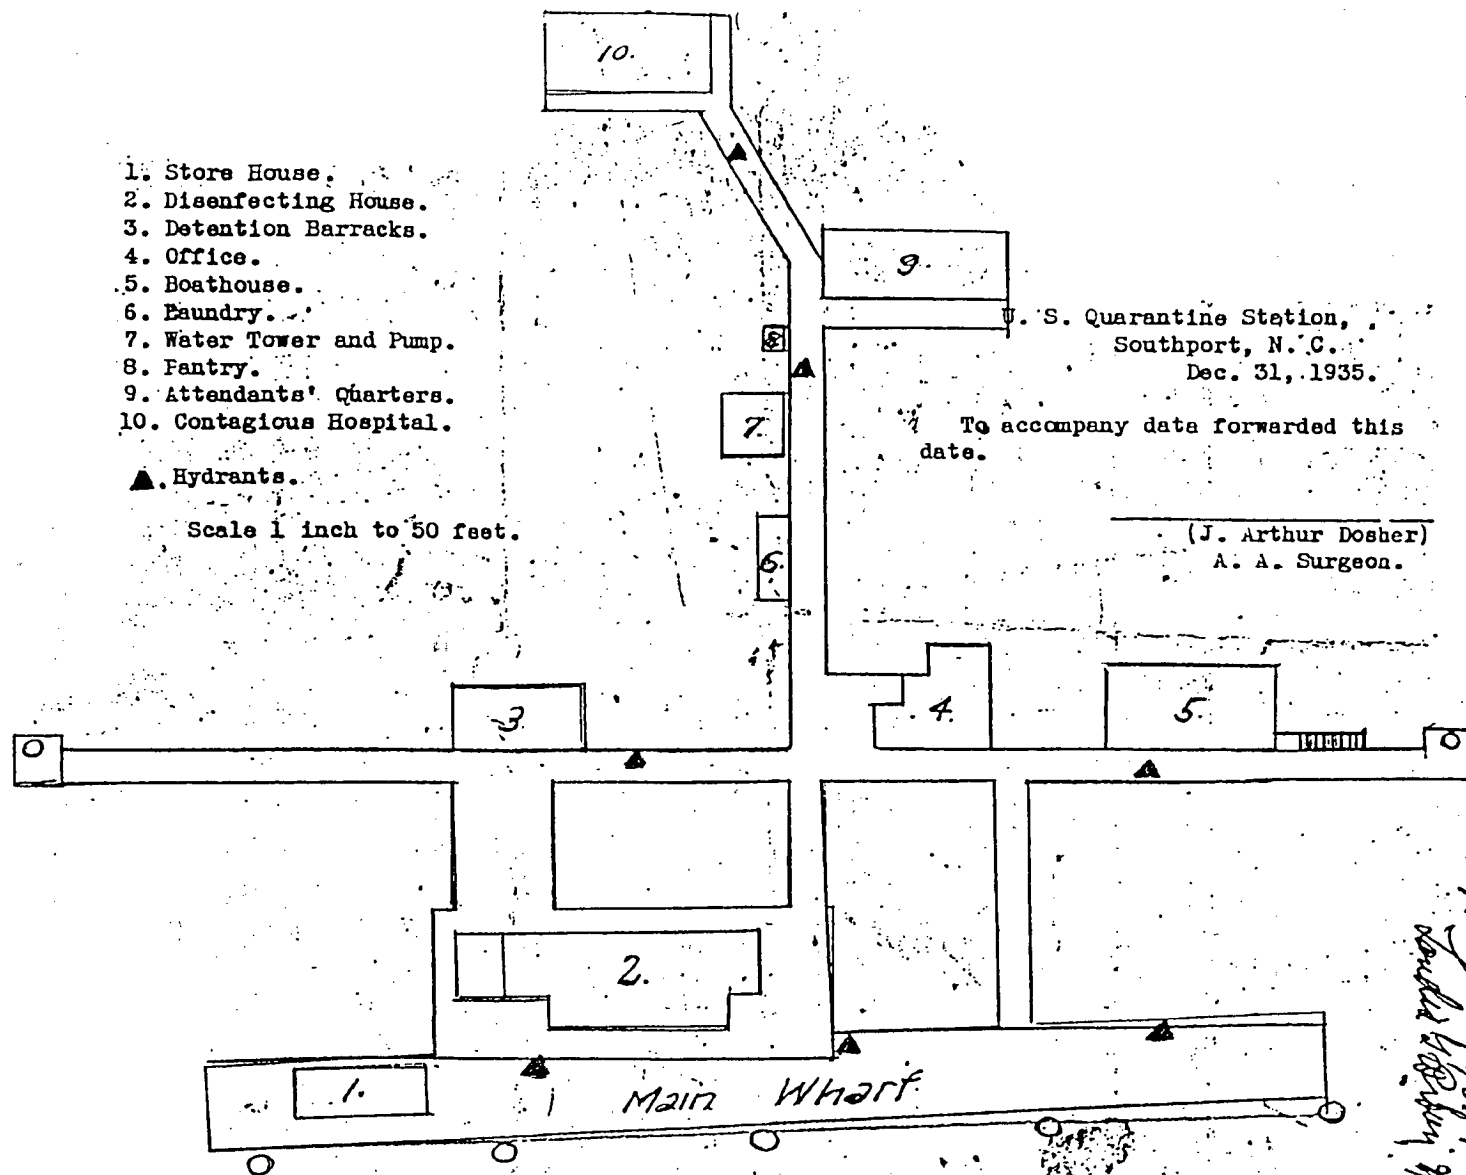 10.
1. Store House.
2. Disenfecting House.
3. Detention Barracks.
4. Office.
5. Boathouse.
6. Laundry.
7. Water Tower and Pump.
8. Pantry.
9. Attendants' Quarters.
10. Contagious Hospital.
▲. Hydrants.
Scale 1 inch to 50 feet.
9.
U. S. Quarantine Station,
Southport, N. C.
Dec. 31, 1935.
To accompany data forwarded this
date.
(J. Arthur Dosher)
A. A. Surgeon.
8
7.
6.
3
4.
5.
2.
1.
Main Wharf